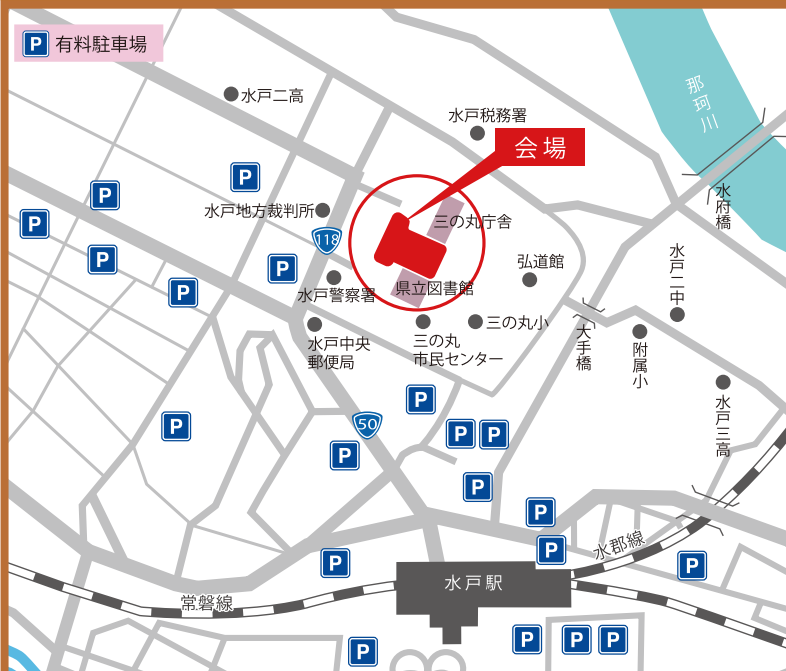 P 有料駐車場
水戸二高
水戸税務署
会場
那珂川
水府橋
P
P
P
水戸地方裁判所
三の丸庁舎
118
P
P
P
弘道館
水戸二中
水戸警察署
県立図書館
水戸中央
郵便局
三の丸
市民センター
三の丸小
大手橋
附属小
水戸三高
P
50
P
P
P
P
P
P
P
P
水郡線
P
P
水戸駅
常磐線
P
P
P
P